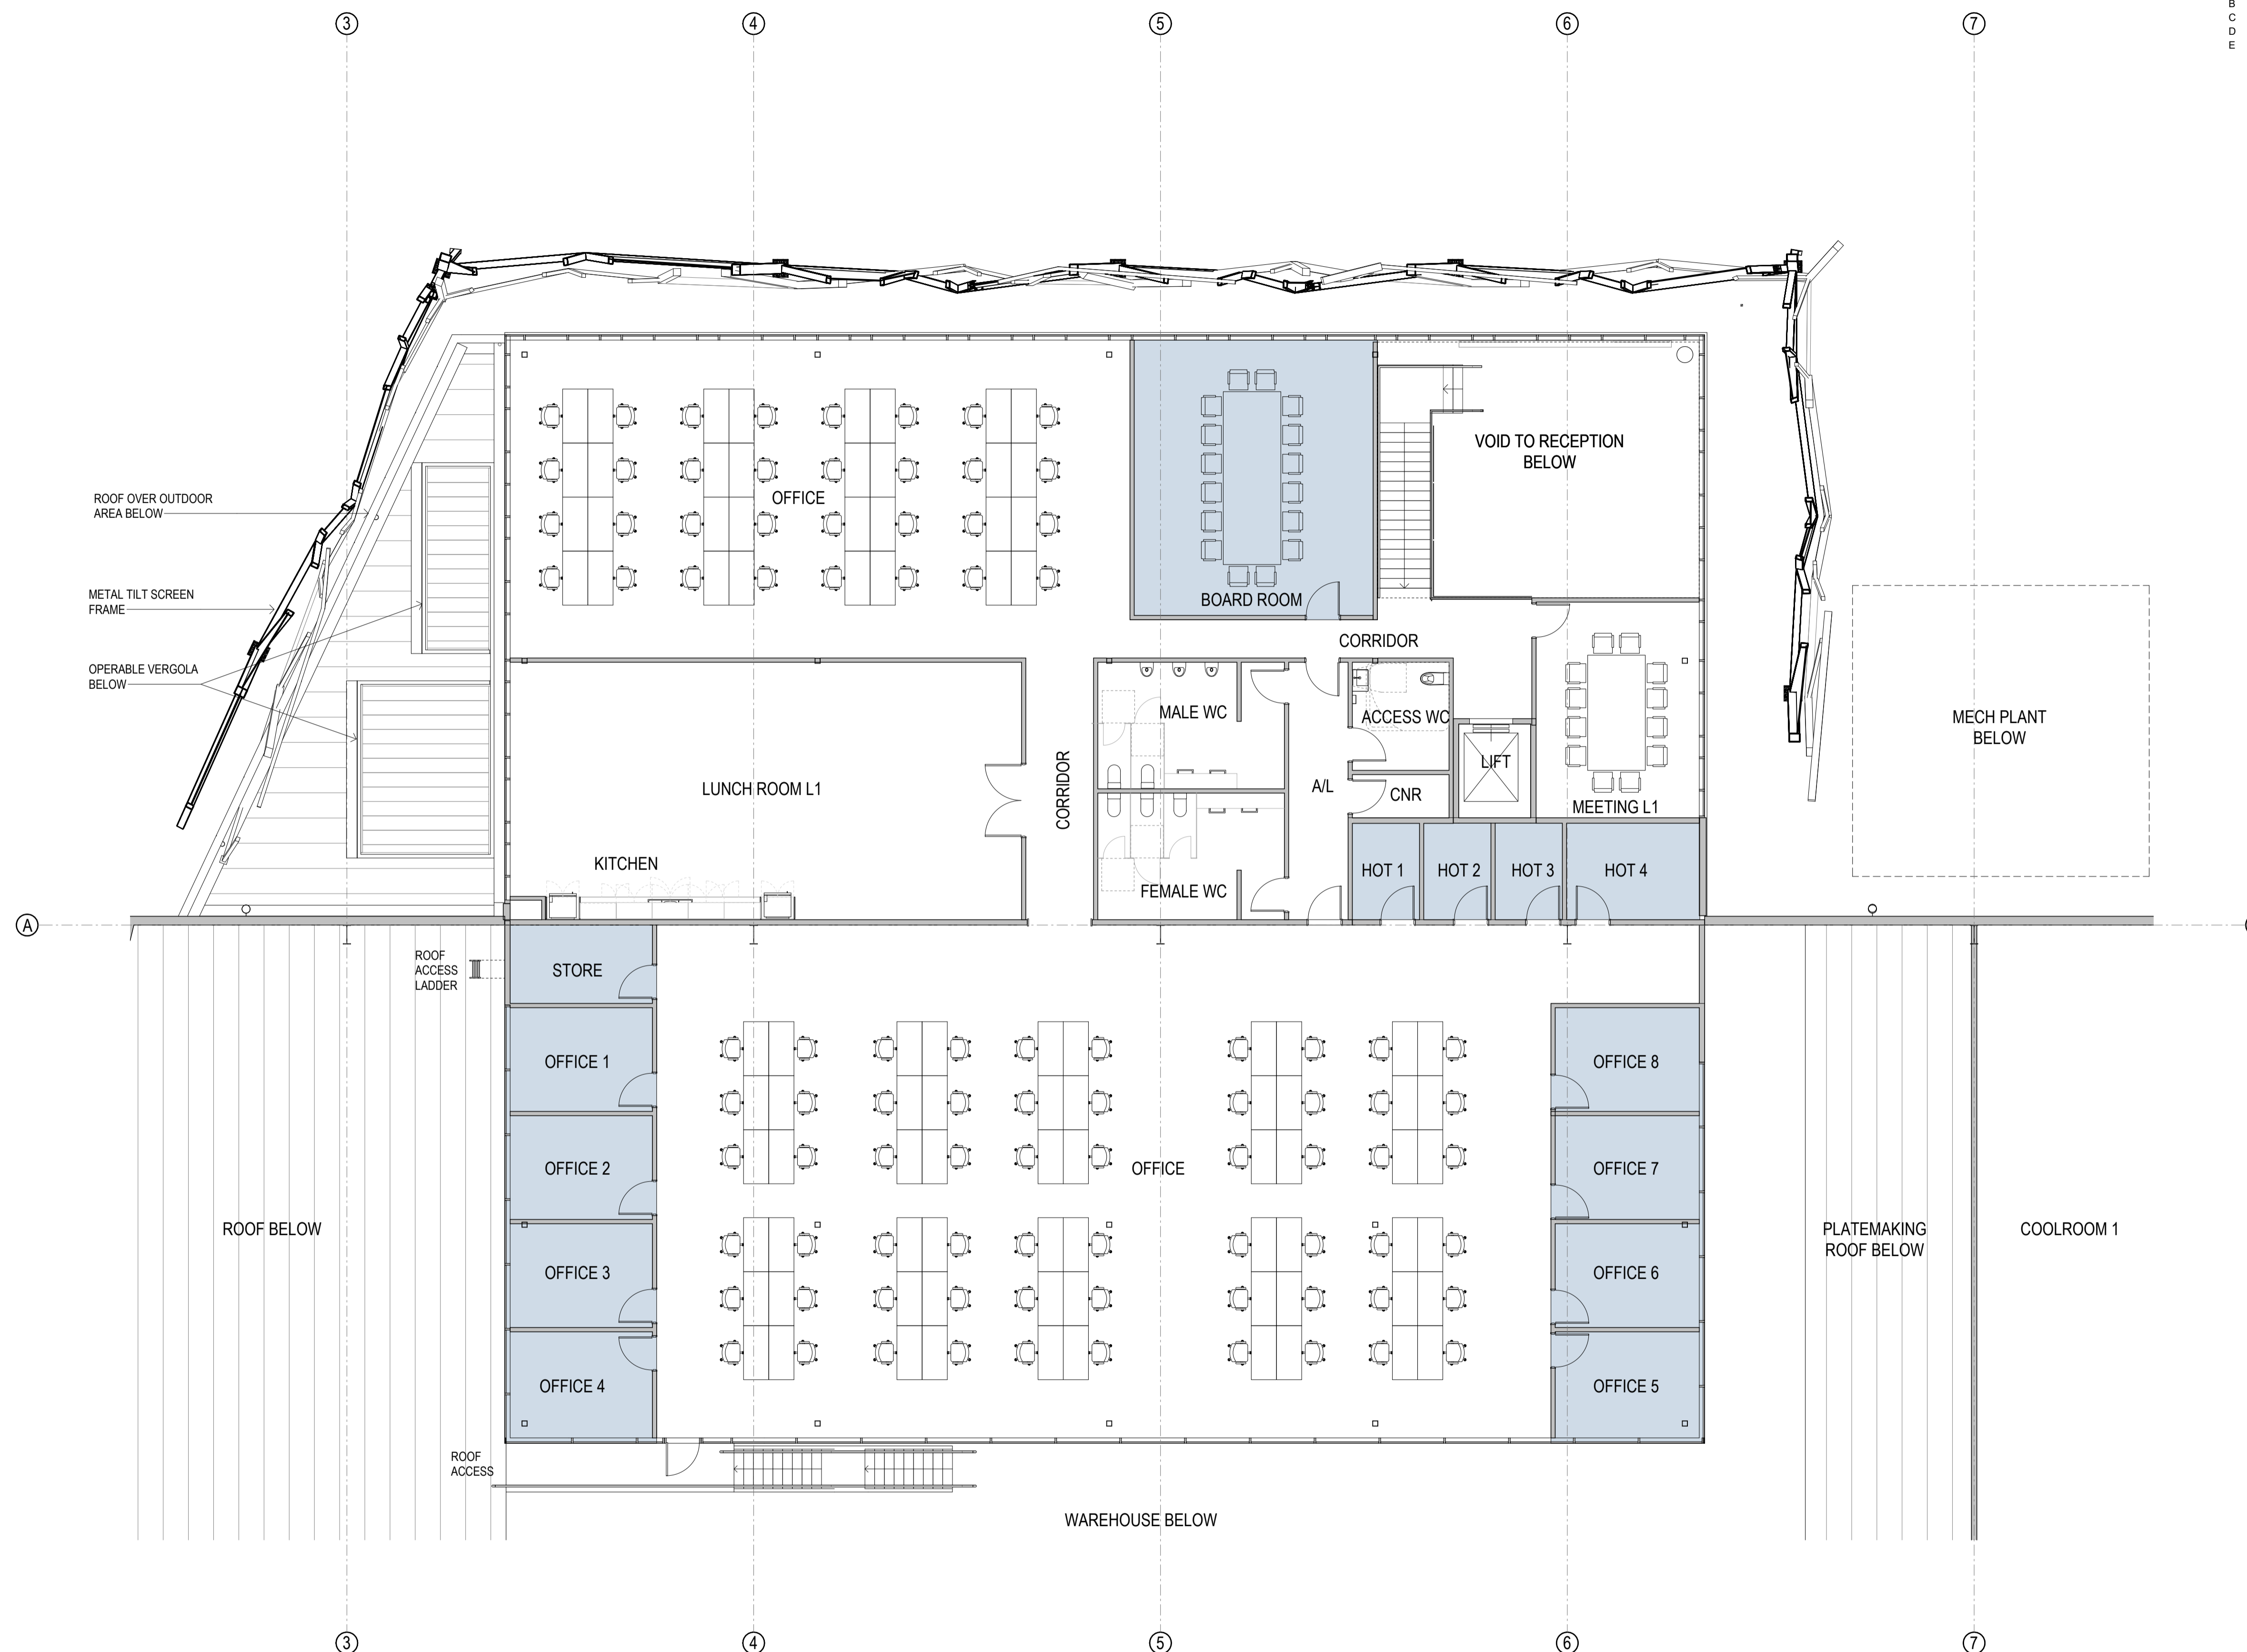 B
C
D
E
3
4
5
6
7
ROOF OVER OUTDOOR
AREA BELOW
METAL TILT SCREEN
FRAME
OPERABLE VERGOLA
BELOW
OFFICE
BOARD ROOM
VOID TO RECEPTION
BELOW
CORRIDOR
MALE WC
ACCESS WC
LIFT
MECH PLANT
BELOW
LUNCH ROOM L1
CORRIDOR
A/L
CNR
MEETING L1
KITCHEN
FEMALE WC
HOT 1
HOT 2
HOT 3
HOT 4
A
ROOF
ACCESS
LADDER
STORE
OFFICE 1
OFFICE 8
OFFICE 2
OFFICE
OFFICE 7
ROOF BELOW
OFFICE 3
OFFICE 6
PLATEMAKING
ROOF BELOW
COOLROOM 1
OFFICE 4
OFFICE 5
ROOF
ACCESS
WAREHOUSE BELOW
3
4
5
6
7